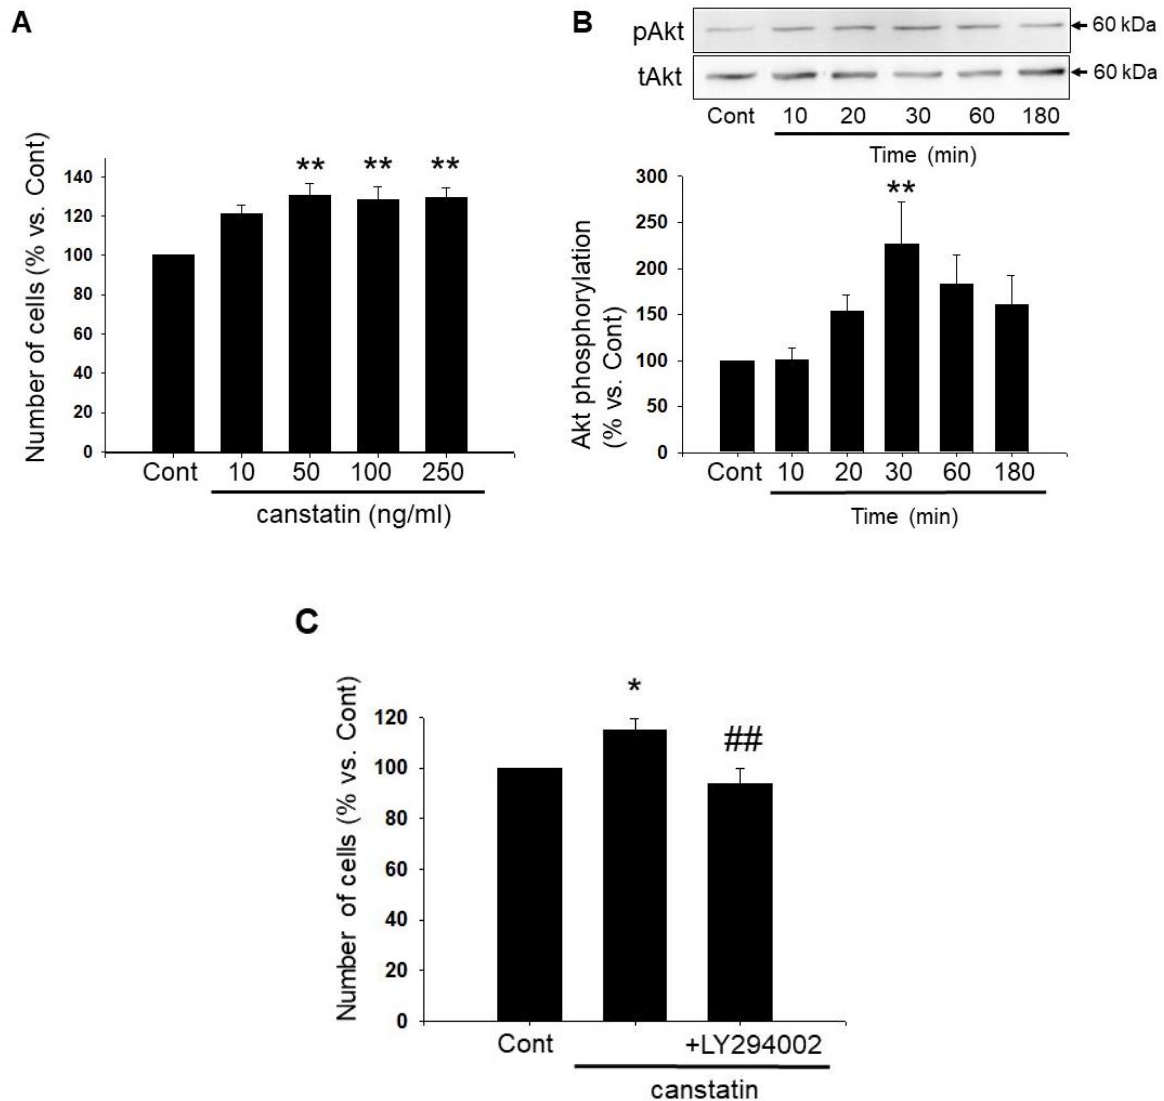 A
Number of cells (% vs. Cont)
140
120
100
80
60
40
20
0
** ** **
Cont 10 50 100 250
canstatin (ng/ml)
B
pAkt 60 kDa
tAkt 60 kDa
Cont 10 20 30 60 180
Time (min)
Akt phosphorylation
(% vs. Cont)
300
250
200
150
100
50
0
**
Cont 10 20 30 60 180
Time (min)
C
Number of cells (% vs. Cont)
120
100
80
60
40
20
0
*
##
Cont +LY294002
canstatin